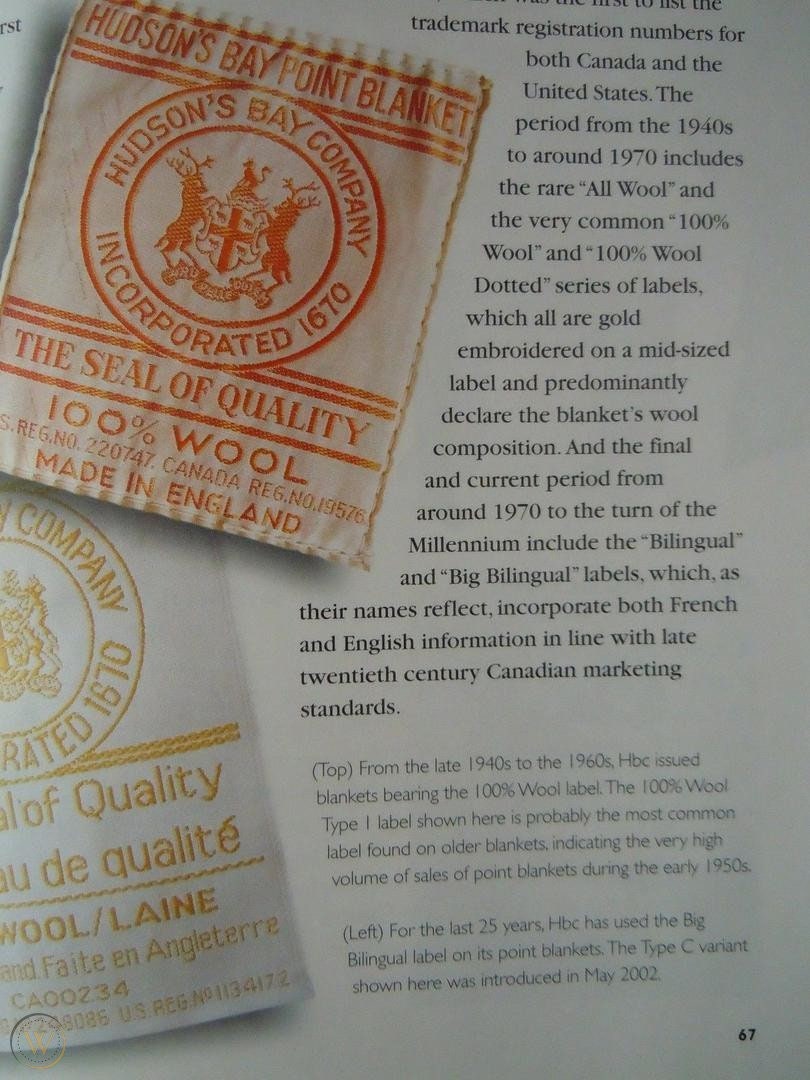 rst
was the first to list the
trademark registration numbers for
both Canada and the
United States. The
period from the 1940s
to around 1970 includes
the rare “All Wool” and
the very common “100%
Wool” and “100% Wool
Dotted” series of labels,
which all are gold
embroidered on a mid-sized
label and predominantly
declare the blanket’s wool
composition. And the final
and current period from
around 1970 to the turn of the
Millennium include the “Bilingual”
and “Big Bilingual” labels, which, as
their names reflect, incorporate both French
and English information in line with late
twentieth century Canadian marketing
standards.
(Top) From the late 1940s to the 1960s, Hbc issued
blankets bearing the 100% Wool label. The 100% Wool
Type 1 label shown here is probably the most common
label found on older blankets, indicating the very high
volume of sales of point blankets during the early 1950s.
(Left) For the last 25 years, Hbc has used the Big
Bilingual label on its point blankets. The Type C variant
shown here was introduced in May 2002.
67
HUDSON'S BAY POINT BLANKET
HUDSON'S BAY COMPANY
INCORPORATED 1670
THE SEAL OF QUALITY
100% WOOL
S. REG. NO. 220747. CANADA REG. NO. 19576
MADE IN ENGLAND
Y COMPANY
RATED 1670
al of Quality
au de qualité
WOOL/LAINE
and Faite en Angleterre
CA00234
8086 U.S. REG. Nº 1134172
W